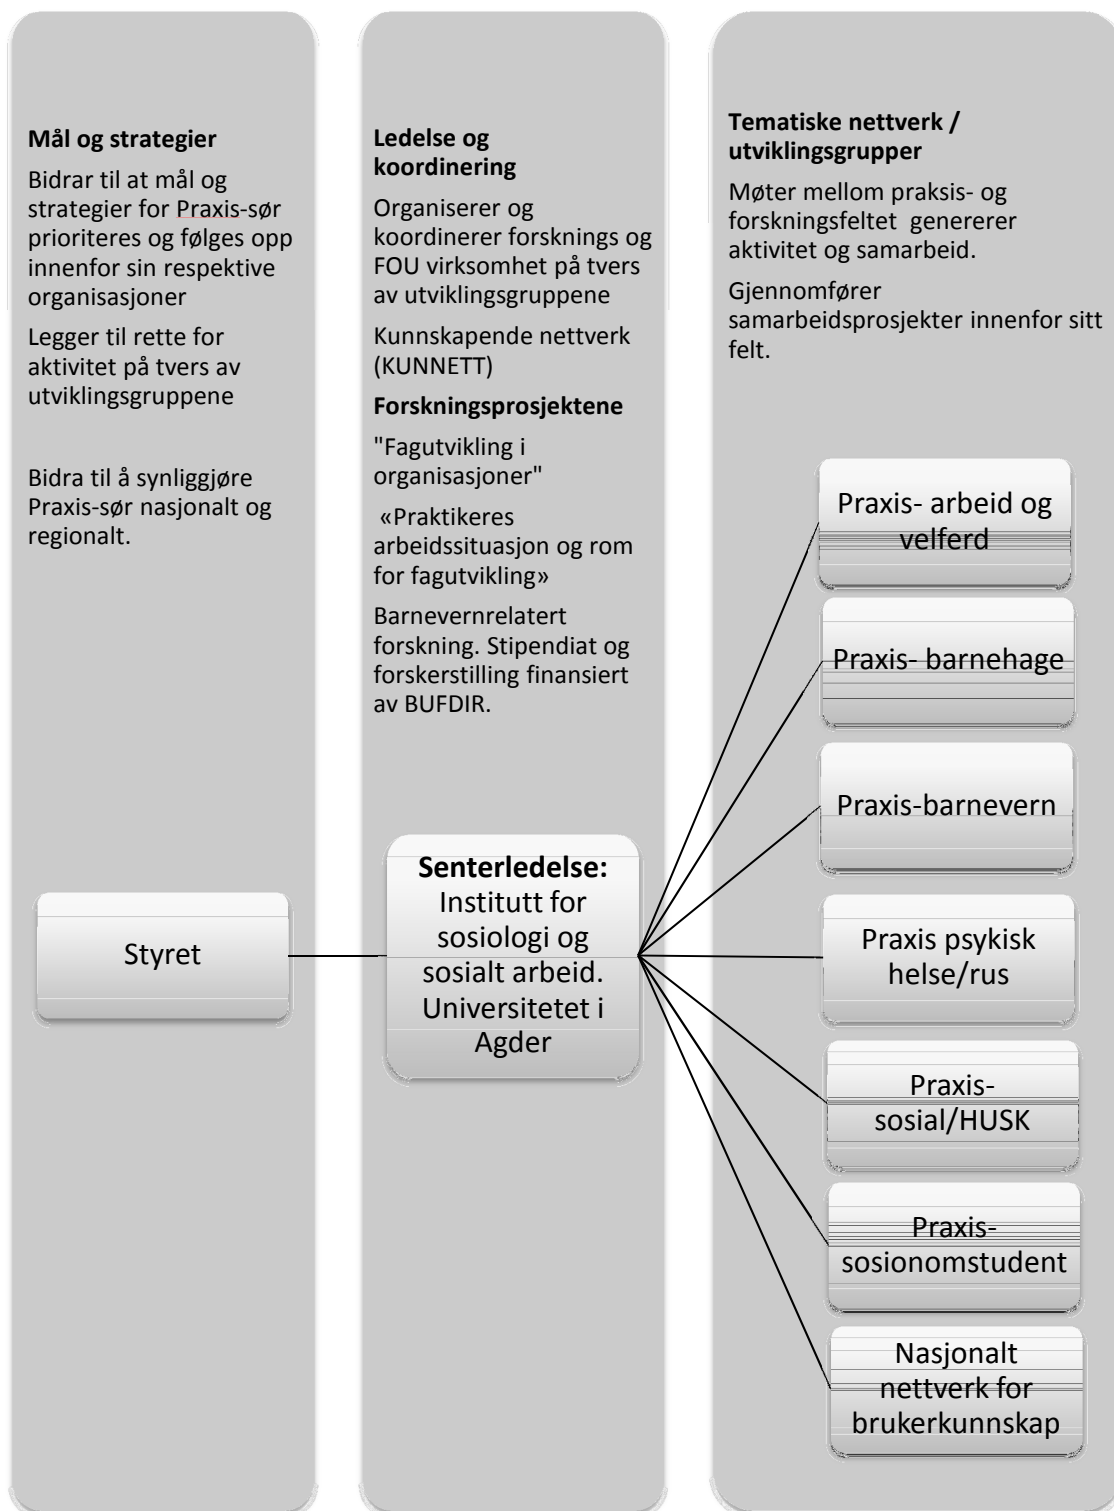 Mål og strategier
Bidrar til at mål og
strategier for Praxis-sør
prioriteres og følges opp
innenfor sin respektive
organisasjoner
Legger til rette for
aktivitet på tvers av
utviklingsgruppene
Bidra til å synliggjøre
Praxis-sør nasjonalt og
regionalt.
Styret
Ledelse og
koordinering
Organiserer og
koordinerer forsknings og
FOU virksomhet på tvers
av utviklingsgruppene
Kunnskapende nettverk
(KUNNETT)
Forskningsprosjektene
"Fagutvikling i
organisasjoner"
«Praktikeres
arbeidssituasjon og rom
for fagutvikling»
Barnevernrelatert
forskning. Stipendiat og
forskerstilling finansiert
av BUFDIR.
Senterledelse:
Institutt for
sosiologi og
sosialt arbeid.
Universitetet i
Agder
Tematiske nettverk /
utviklingsgrupper
Møter mellom praksis- og
forskningsfeltet genererer
aktivitet og samarbeid.
Gjennomfører
samarbeidsprosjekter innenfor sitt
felt.
Praxis- arbeid og
velferd
Praxis- barnehage
Praxis-barnevern
Praxis psykisk
helse/rus
Praxis-
sosial/HUSK
Praxis-
sosionomstudent
Nasjonalt
nettverk for
brukerkunnskap